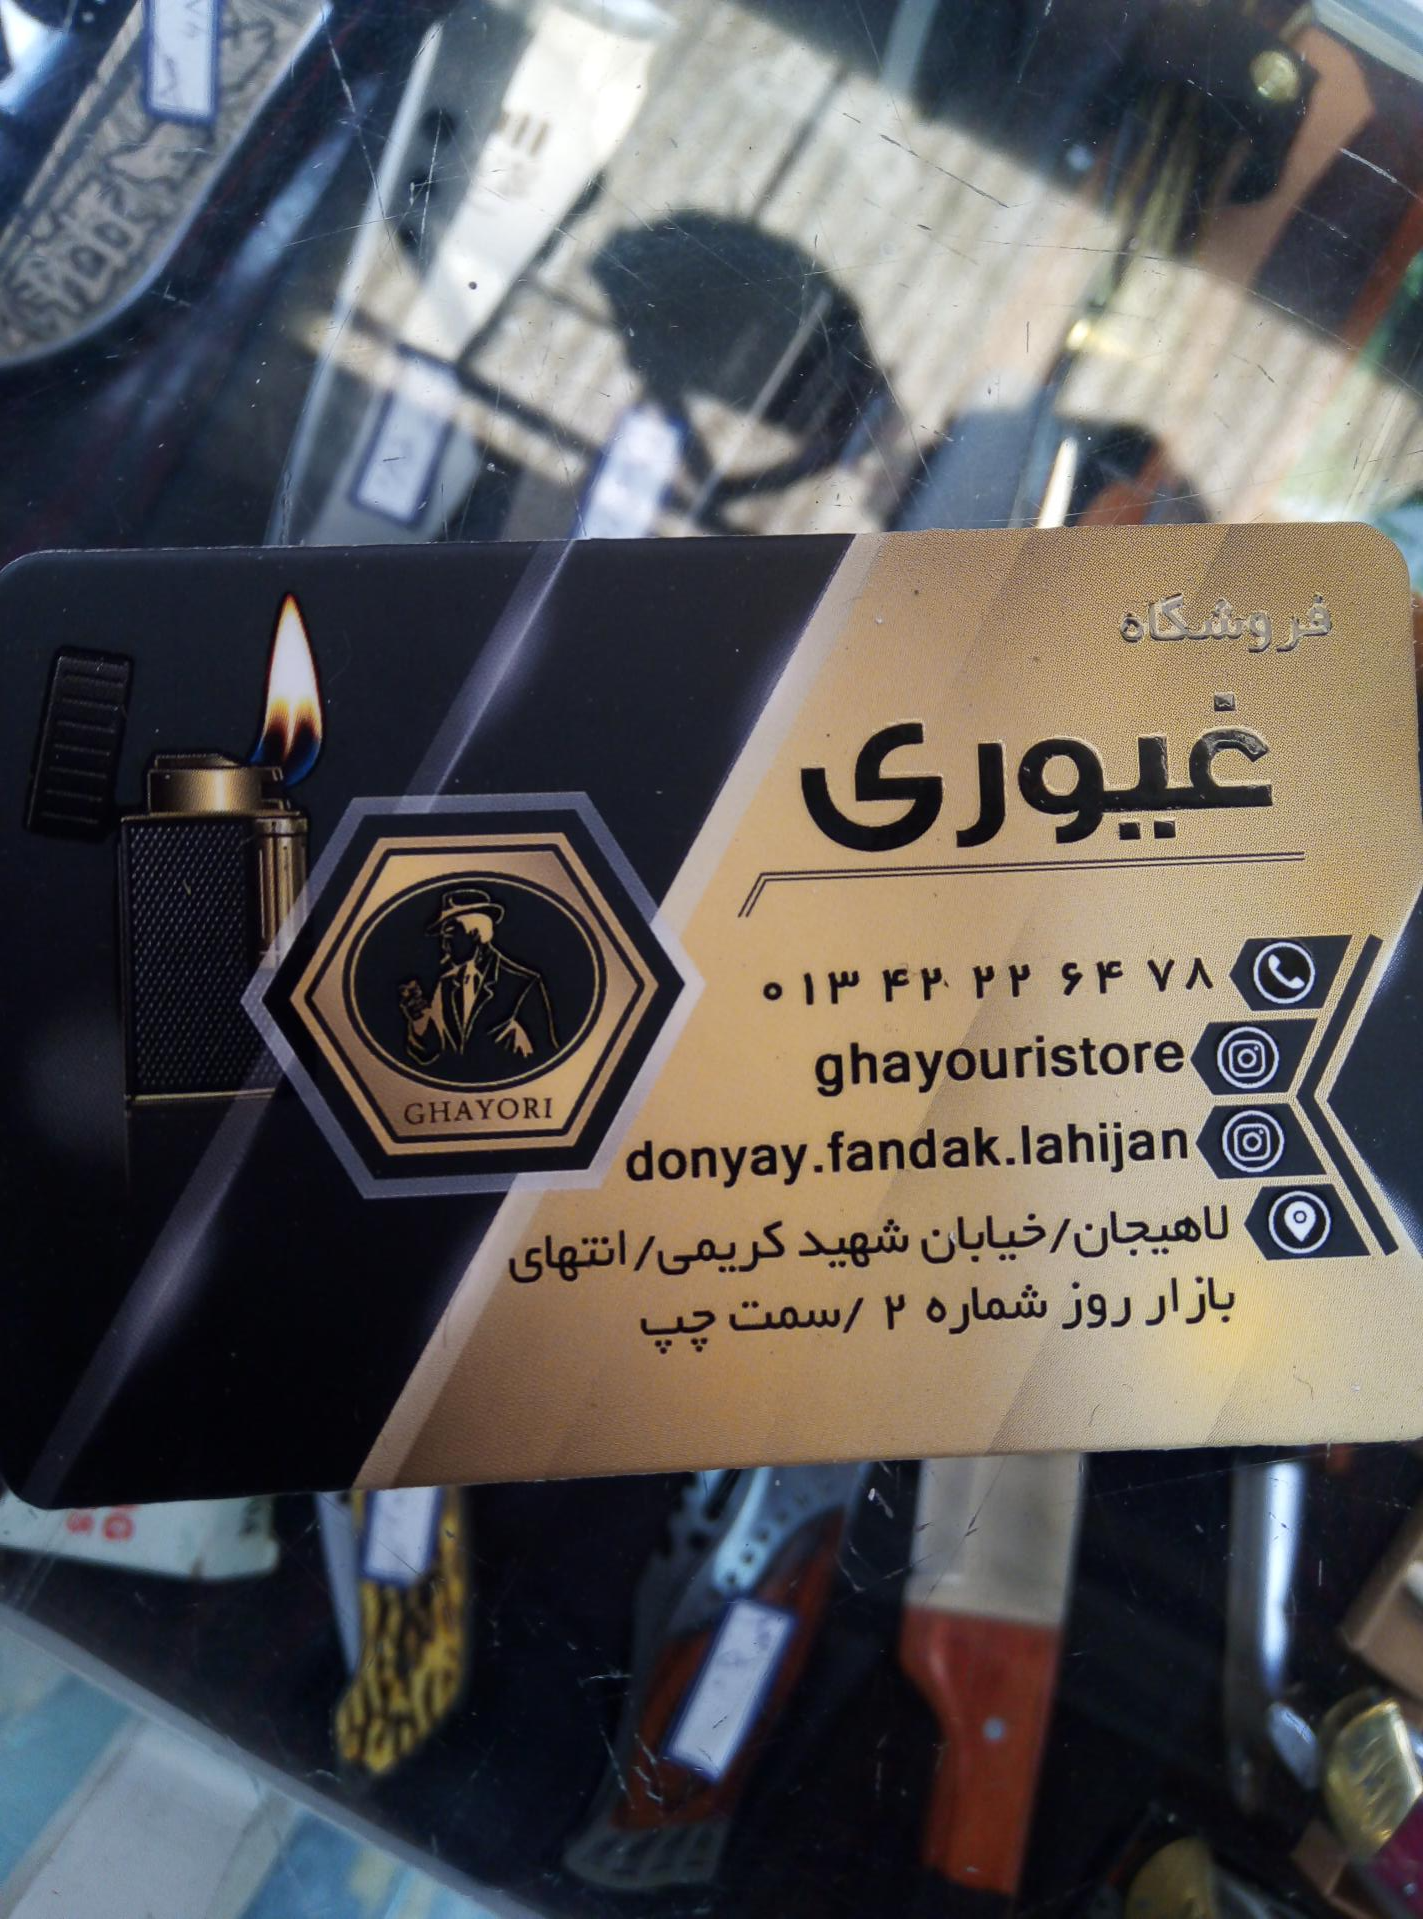 فروشگاه
غیوری
۰۱۳ ۴۲ ۲۲ ۶۴ ۷۸
ghayouristore
donyay.fandak.lahijan
لاهیجان/خیابان شهید کریمی/انتهای
بازار روز شماره ۲ /سمت چپ
GHAYORI